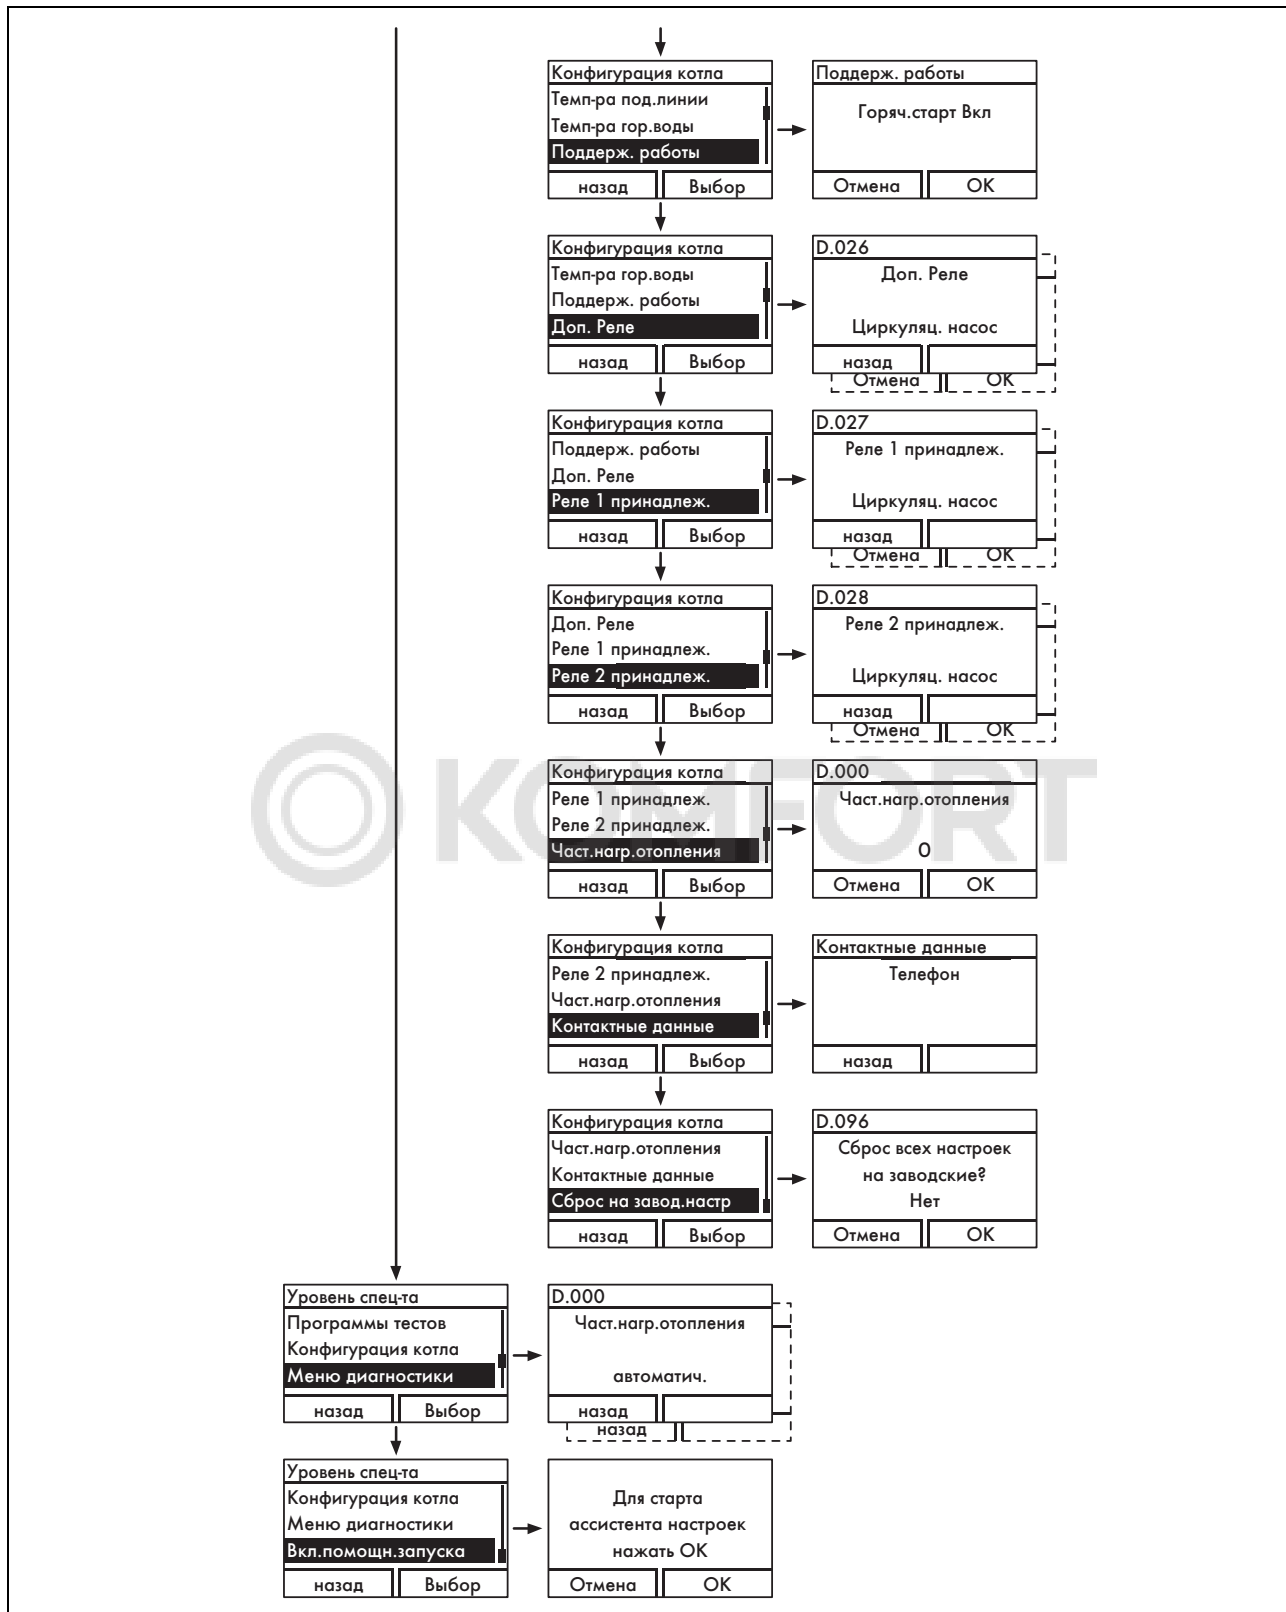 Конфигурация котла
Темп-ра под.линии
Темп-ра гор.воды
Поддерж. работы
назад Выбор
Поддерж. работы
Горяч.старт Вкл
Отмена ОК
Конфигурация котла
Темп-ра гор.воды
Поддерж. работы
Доп. Реле
назад Выбор
D.026
Доп. Реле
Циркуляц. насос
назад
Отмена ОК
Конфигурация котла
Поддерж. работы
Доп. Реле
Реле 1 принадлеж.
назад Выбор
D.027
Реле 1 принадлеж.
Циркуляц. насос
назад
Отмена ОК
Конфигурация котла
Доп. Реле
Реле 1 принадлеж.
Реле 2 принадлеж.
назад Выбор
D.028
Реле 2 принадлеж.
Циркуляц. насос
назад
Отмена ОК
KOMFORT
Конфигурация котла
Реле 1 принадлеж.
Реле 2 принадлеж.
Част.нагр.отопления
назад Выбор
D.000
Част.нагр.отопления
0
Отмена ОК
Конфигурация котла
Реле 2 принадлеж.
Част.нагр.отопления
Контактные данные
назад Выбор
Контактные данные
Телефон
назад
Конфигурация котла
Част.нагр.отопления
Контактные данные
Сброс на завод.настр
назад Выбор
D.096
Сброс всех настроек
на заводские?
Нет
Отмена ОК
Уровень спец-та
Программы тестов
Конфигурация котла
Меню диагностики
назад Выбор
D.000
Част.нагр.отопления
автоматич.
назад
назад
Уровень спец-та
Конфигурация котла
Меню диагностики
Вкл.помощн.запуска
назад Выбор
Для старта
ассистента настроек
нажать ОК
Отмена ОК